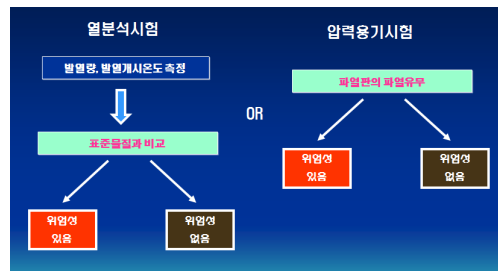 열분석시험
발열량, 발열개시온도 측정
표준물질과 비교
위험성
있음
위험성
없음
OR
압력용기시험
파열판의 파열유무
위험성
있음
위험성
없음